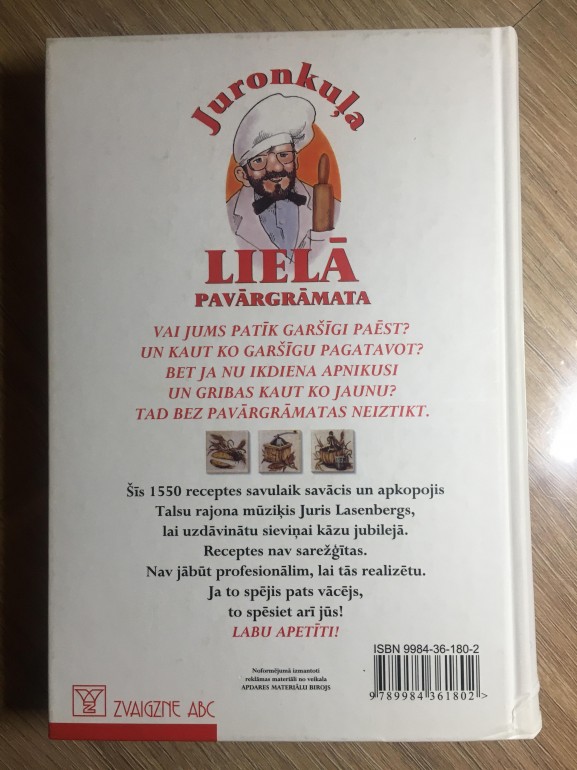 Juronkuļa
LIELĀ
PAVĀRGRĀMATA
VAI JUMS PATĪK GARŠĪGI PAĒST?
UN KAUT KO GARŠĪGU PAGATAVOT?
BET JA NU IKDIENA APNIKUSI
UN GRIBAS KAUT KO JAUNU?
TAD BEZ PAVĀRGRĀMATAS NEIZTIKT.
Šīs 1550 receptes savulaik savācis un apkopojis
Talsu rajona mūziķis Juris Lasenbergs,
lai uzdāvinātu sieviņai kāzu jubilejā.
Receptes nav sarežģītas.
Nav jābūt profesionālim, lai tās realizētu.
Ja to spējis pats vācējs,
to spēsiet arī jūs!
LABU APETĪTI!
ISBN 9984-36-180-2
Noformējumā izmantoti
reklāmas materiāli no veikala
APDARES MATERIĀLU BIROJS
9 789984 361802 >
ZVAIGZNE ABC